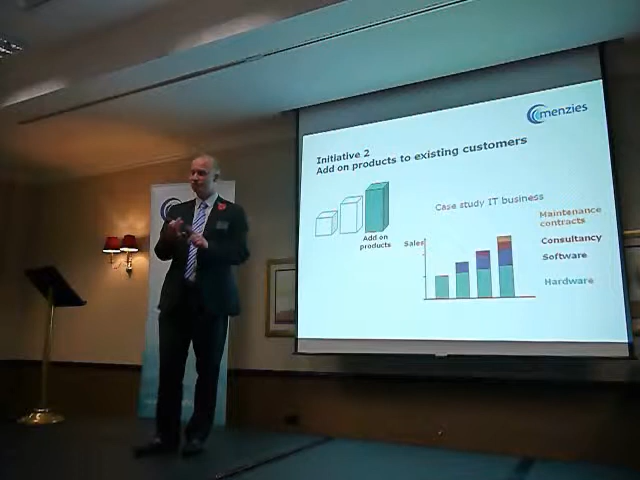 menzies
Initiative 2
Add on products to existing customers
Case study IT business
Add on
products
Sales
Maintenance
contracts
Consultancy
Software
Hardware